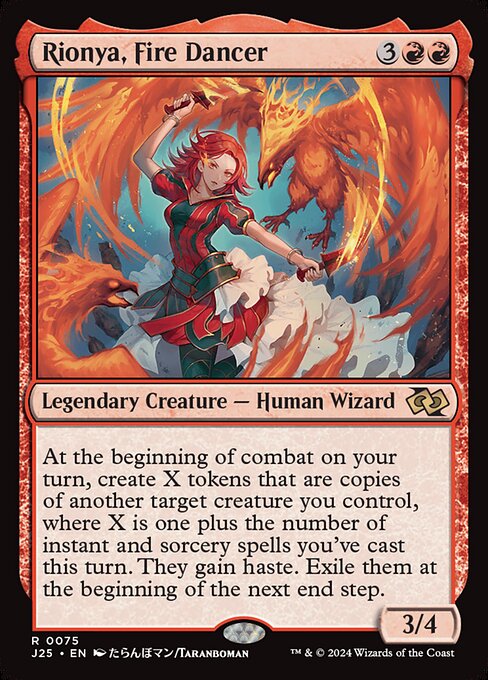 Rionya, Fire Dancer 3
Legendary Creature — Human Wizard
At the beginning of combat on your
turn, create X tokens that are copies
of another target creature you control,
where X is one plus the number of
instant and sorcery spells you've cast
this turn. They gain haste. Exile them at
the beginning of the next end step.
3/4
R 0075
J25 • EN たらんぼマン/Taranboman ™ & © 2024 Wizards of the Coast